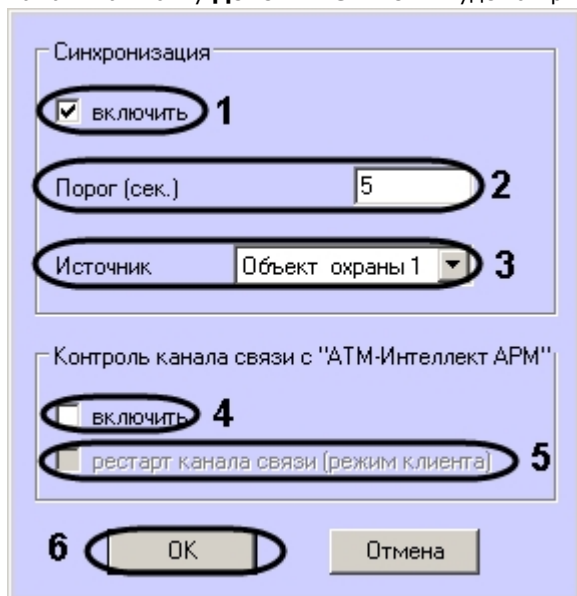 Синхронизация
включить 1
Порог (сек.) 5 2
Источник Объект охраны 1 3
Контроль канала связи с "АТМ-Интеллект АРМ"
включить 4
рестарт канала связи (режим клиента) 5
6 OK Отмена